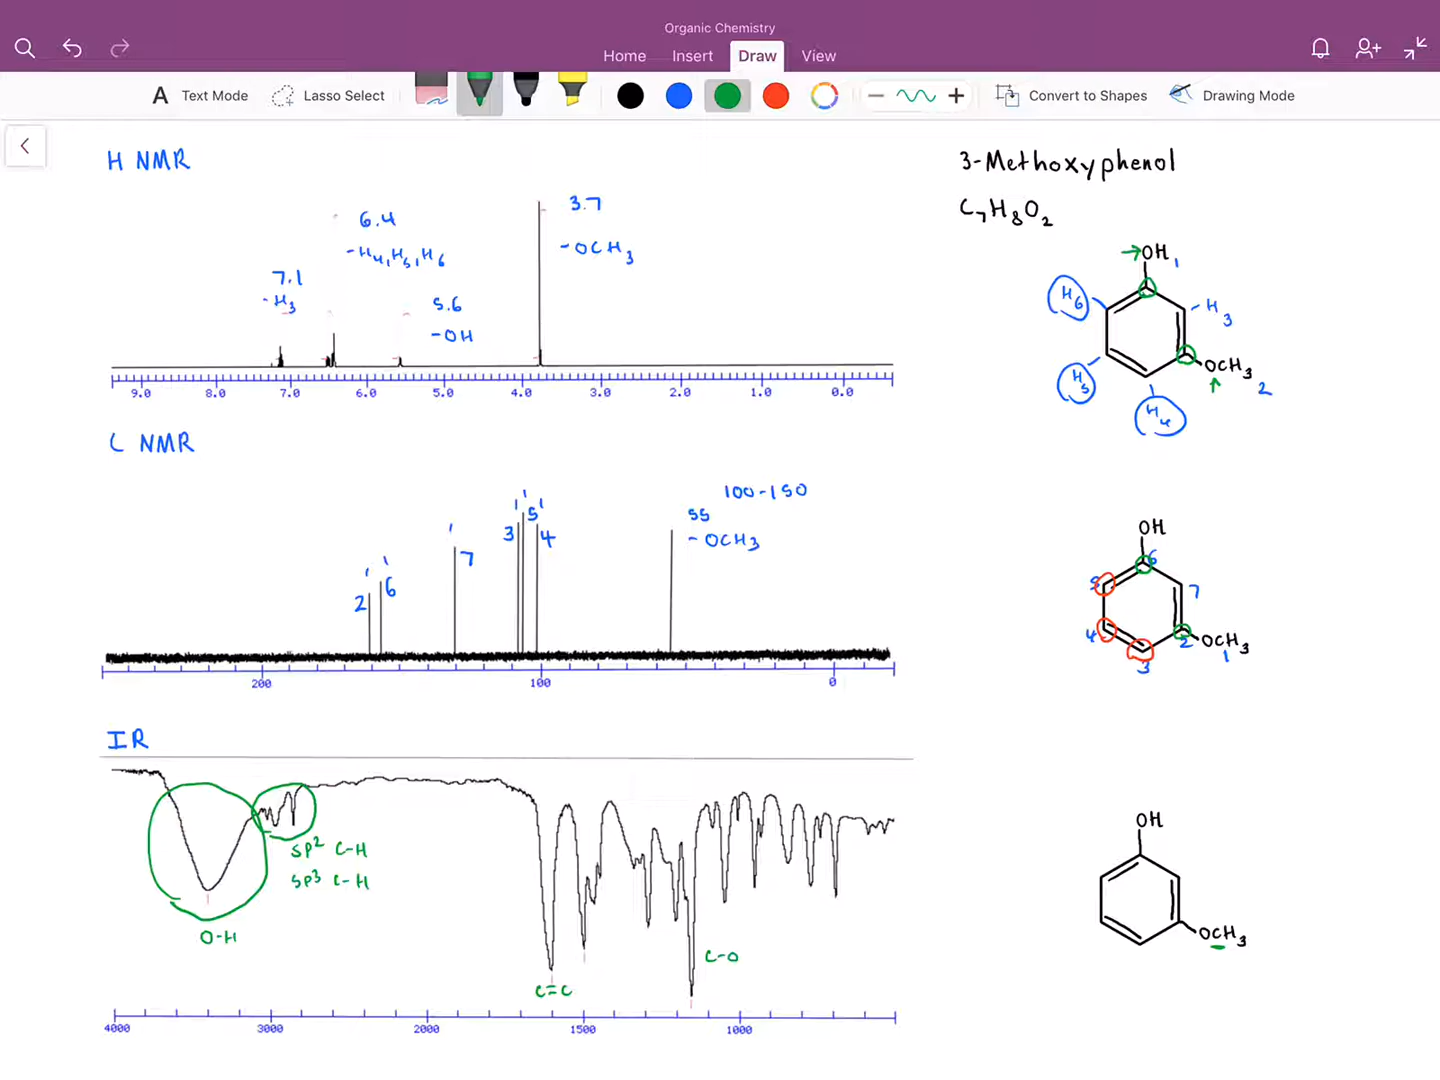 Organic Chemistry
Home Insert Draw View
A Text Mode Lasso Select Convert to Shapes Drawing Mode
H NMR
3-Methoxyphenol
C7H8O2
3.7
-OCH3
6.4
-H4,H5,H6
7.1
-H3
5.6
-OH
9.0 8.0 7.0 6.0 5.0 4.0 3.0 2.0 1.0 0.0
OH 1
H6
H3
H5
OCH3 2
H4
C NMR
100-150
55
-OCH3
2 6 7 3 5 4
200 100 0
OH
6
5 7
4 2 OCH3
3 1
IR
sp2 C-H
sp3 C-H
O-H
C=C
C-O
4000 3000 2000 1500 1000
OH
OCH3